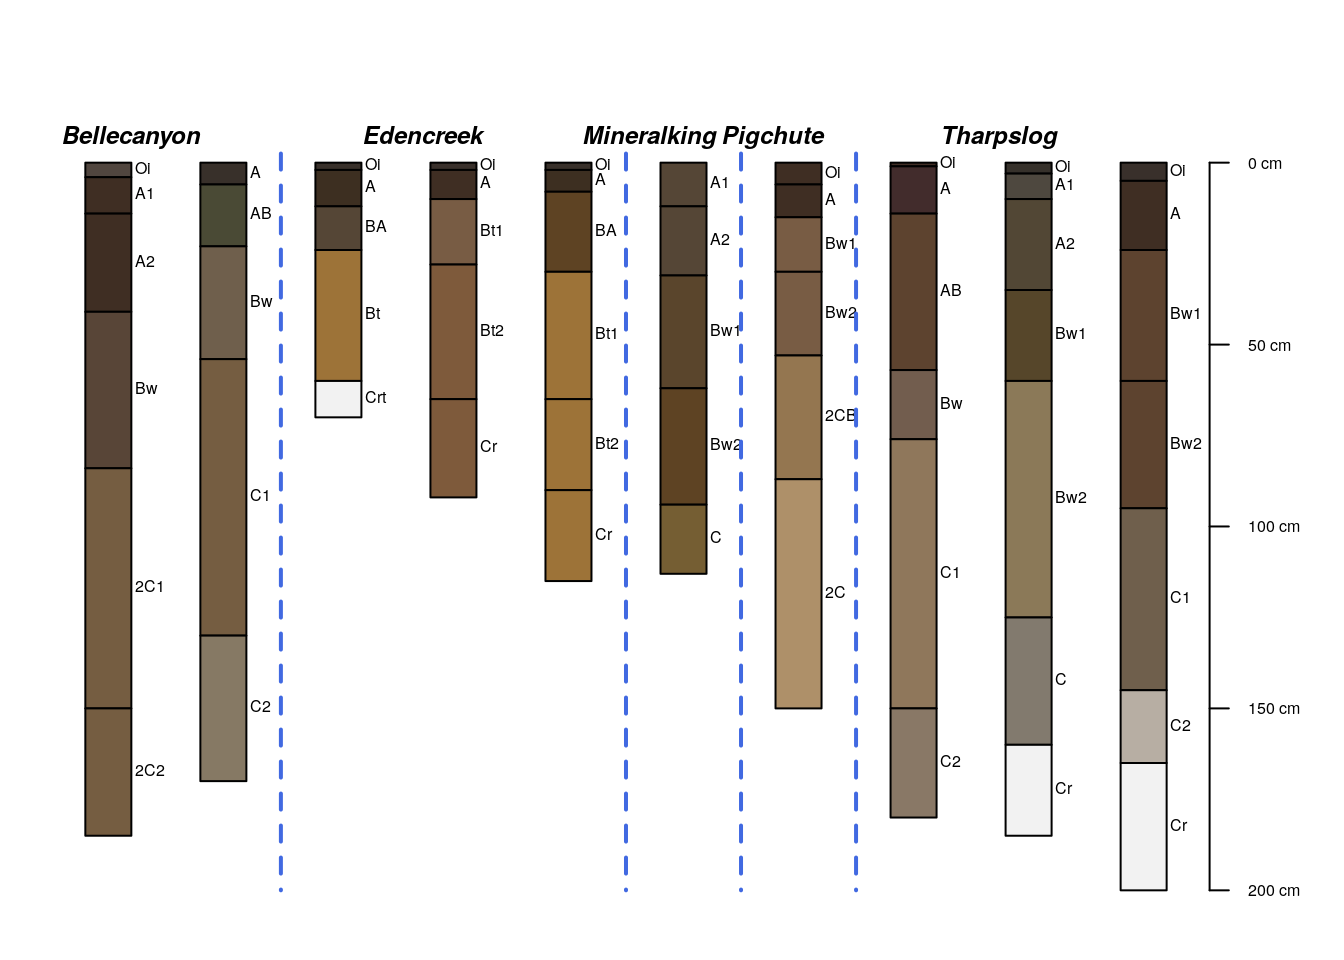 Bellecanyon
Edencreek
Mineralking
Pigchute
Tharpslog
Oi
A1
A2
Bw
2C1
2C2
A
AB
Bw
C1
C2
Oi
A
BA
Bt
Crt
Oi
A
Bt1
Bt2
Cr
Oi
A
BA
Bt1
Bt2
Cr
A1
A2
Bw1
Bw2
C
Oi
A
Bw1
Bw2
2CB
2C
Oi
A
AB
Bw
C1
C2
Oi
A1
A2
Bw1
Bw2
C
Cr
Oi
A
Bw1
Bw2
C1
C2
Cr
0 cm
50 cm
100 cm
150 cm
200 cm